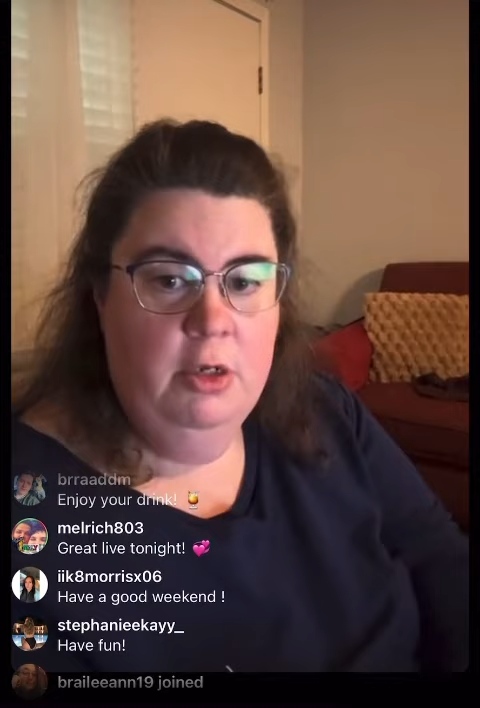 brraaddm
Enjoy your drink! 🍹
melrich803
Great live tonight! 💞
iik8morrisx06
Have a good weekend !
stephanieekayy_
Have fun!
braileeann19 joined